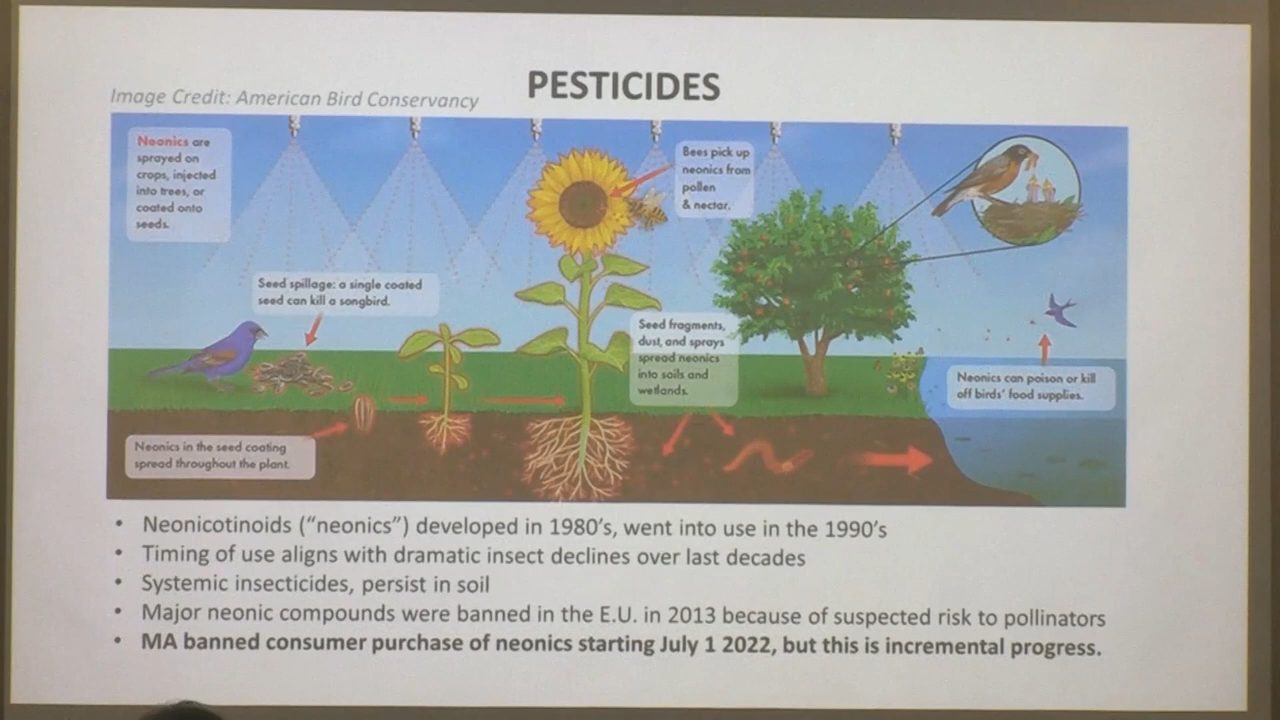 PESTICIDES
Image Credit: American Bird Conservancy
Neonics are
sprayed on
crops, injected
into trees, or
coated onto
seeds.
Bees pick up
neonics from
pollen
& nectar.
Seed spillage: a single coated
seed can kill a songbird.
Seed fragments,
dust, and sprays
spread neonics
into soils and
wetlands.
Neonics can poison or kill
off birds' food supplies.
Neonics in the seed coating
spread throughout the plant.
• Neonicotinoids (“neonics”) developed in 1980’s, went into use in the 1990’s
• Timing of use aligns with dramatic insect declines over last decades
• Systemic insecticides, persist in soil
• Major neonic compounds were banned in the E.U. in 2013 because of suspected risk to pollinators
• MA banned consumer purchase of neonics starting July 1 2022, but this is incremental progress.